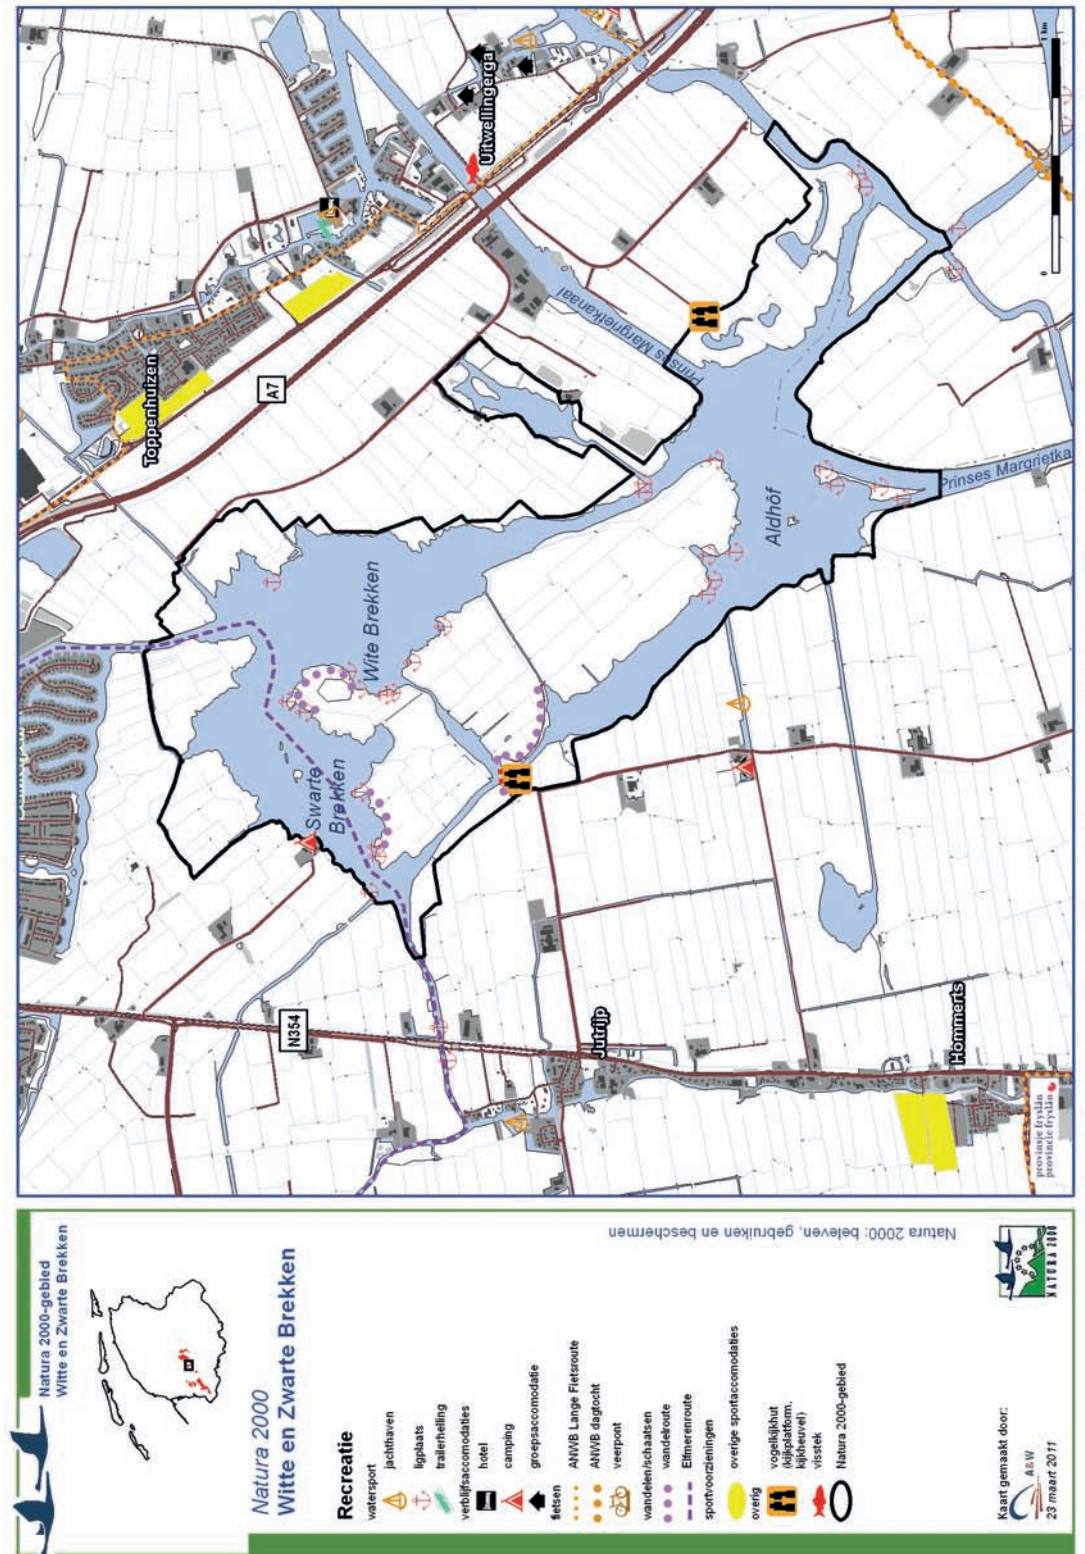 Natura 2000-gebied
Witte en Zwarte Brekken
Natura 2000
Witte en Zwarte Brekken
Recreatie
watersport
jachthaven
ligplaats
trailerhelling
verblijfsaccomodaties
hotel
camping
groepsaccomodatie
fietsen
ANWB Lange Fietsroute
ANWB dagtocht
veerpont
wandelen/schaatsen
wandelroute
Elfmerenroute
sportvoorzieningen
overige sportaccomodaties
overig
vogelkijkhut
(kijkplatform,
kijkheuvel)
visstek
Natura 2000-gebied
Kaart gemaakt door:
A&W
23 maart 2011
Natura 2000: beleven, gebruiken en beschermen
NATURA 2000
Toppenhuizen
Uitwellingerga
A7
N354
Swarte
Brekken
Wite Brekken
Aldhôf
Prinses Margrietkanaal
Prinses Margrietka
Prinses Margrietka
Jutrijp
Hommerts
provinsje fryslân
provincie fryslân
0
1 km